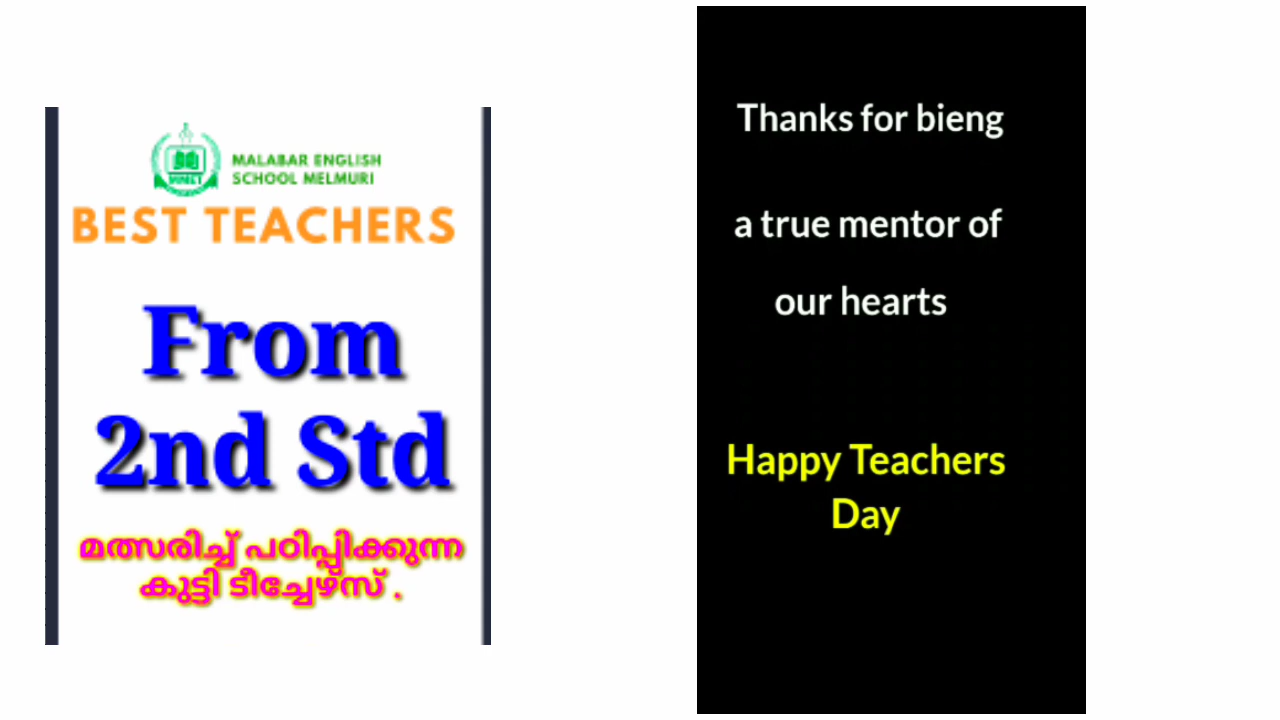 MALABAR ENGLISH
SCHOOL MELMURI
BEST TEACHERS
From
2nd Std
മത്സരിച്ച് പഠിപ്പിക്കുന്ന
കുട്ടി ടീച്ചേഴ്സ് .
Thanks for bieng
a true mentor of
our hearts
Happy Teachers
Day